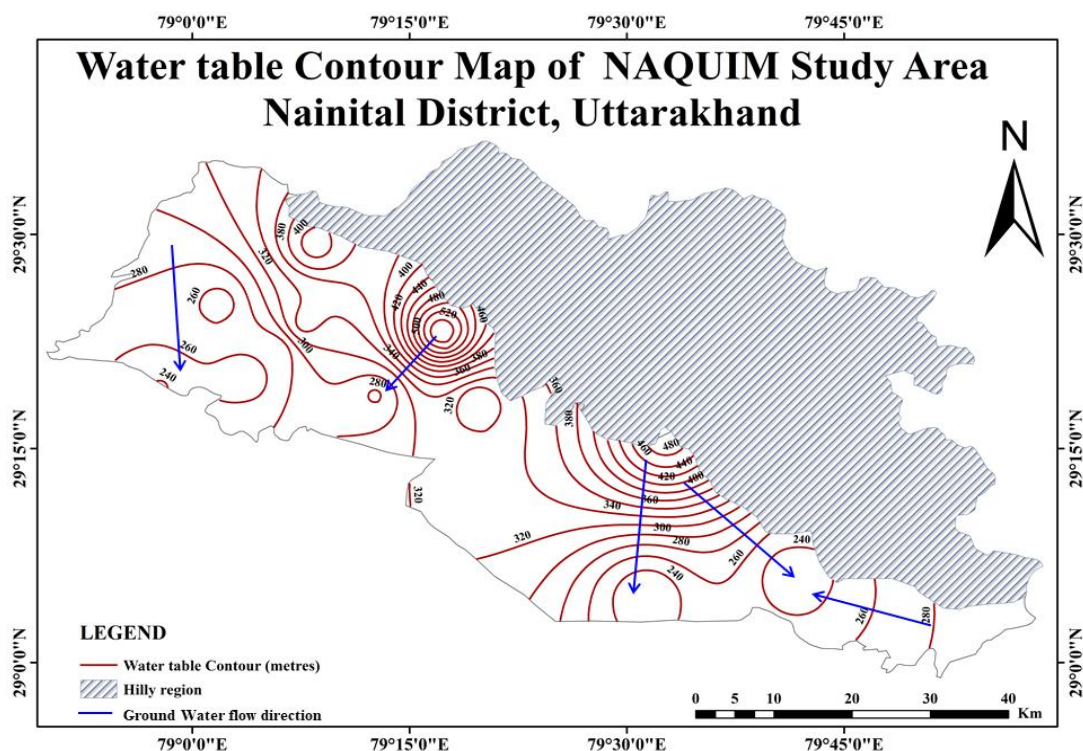 79°0'0"E 79°15'0"E 79°30'0"E 79°45'0"E
Water table Contour Map of NAQUIM Study Area
Nainital District, Uttarakhand
N
29°30'0"N 29°30'0"N
29°15'0"N 29°15'0"N
29°0'0"N 29°0'0"N
380 400 320
280 260 300 260 240
400 440 480 520 460
420 500 340 380 360
280 320
320
360 380 480 460 440
420 400 360 340
320 300 280 260 240
240 260 280
LEGEND
Water table Contour (metres)
Hilly region
Ground Water flow direction
0 5 10 20 30 40
Km
79°0'0"E 79°15'0"E 79°30'0"E 79°45'0"E